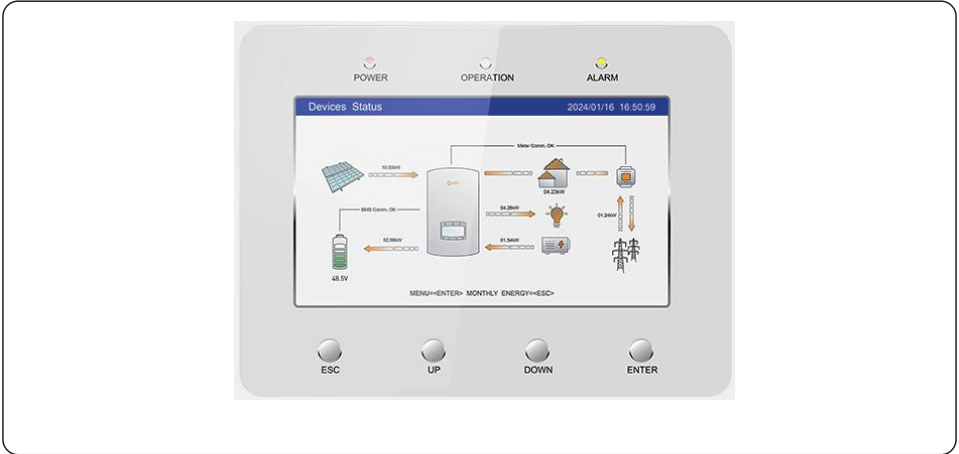 POWER OPERATION ALARM
Devices Status 2024/01/16 16:50:59
Meter Comm. OK
10.03kW
04.23kW
BMS Comm. OK
04.26kW
01.24kW
02.98kW
01.54kW
48.5V
MENU=<ENTER> MONTHLY ENERGY=<ESC>
ESC UP DOWN ENTER